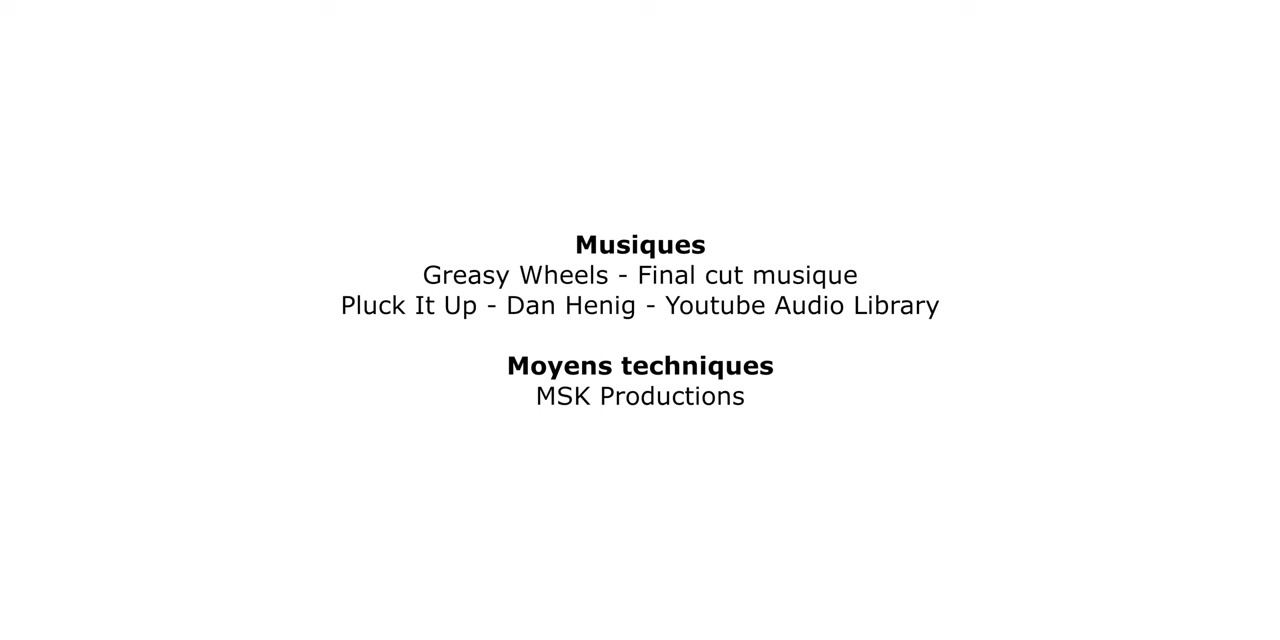 Musiques
Greasy Wheels - Final cut musique
Pluck It Up - Dan Henig - Youtube Audio Library
Moyens techniques
MSK Productions